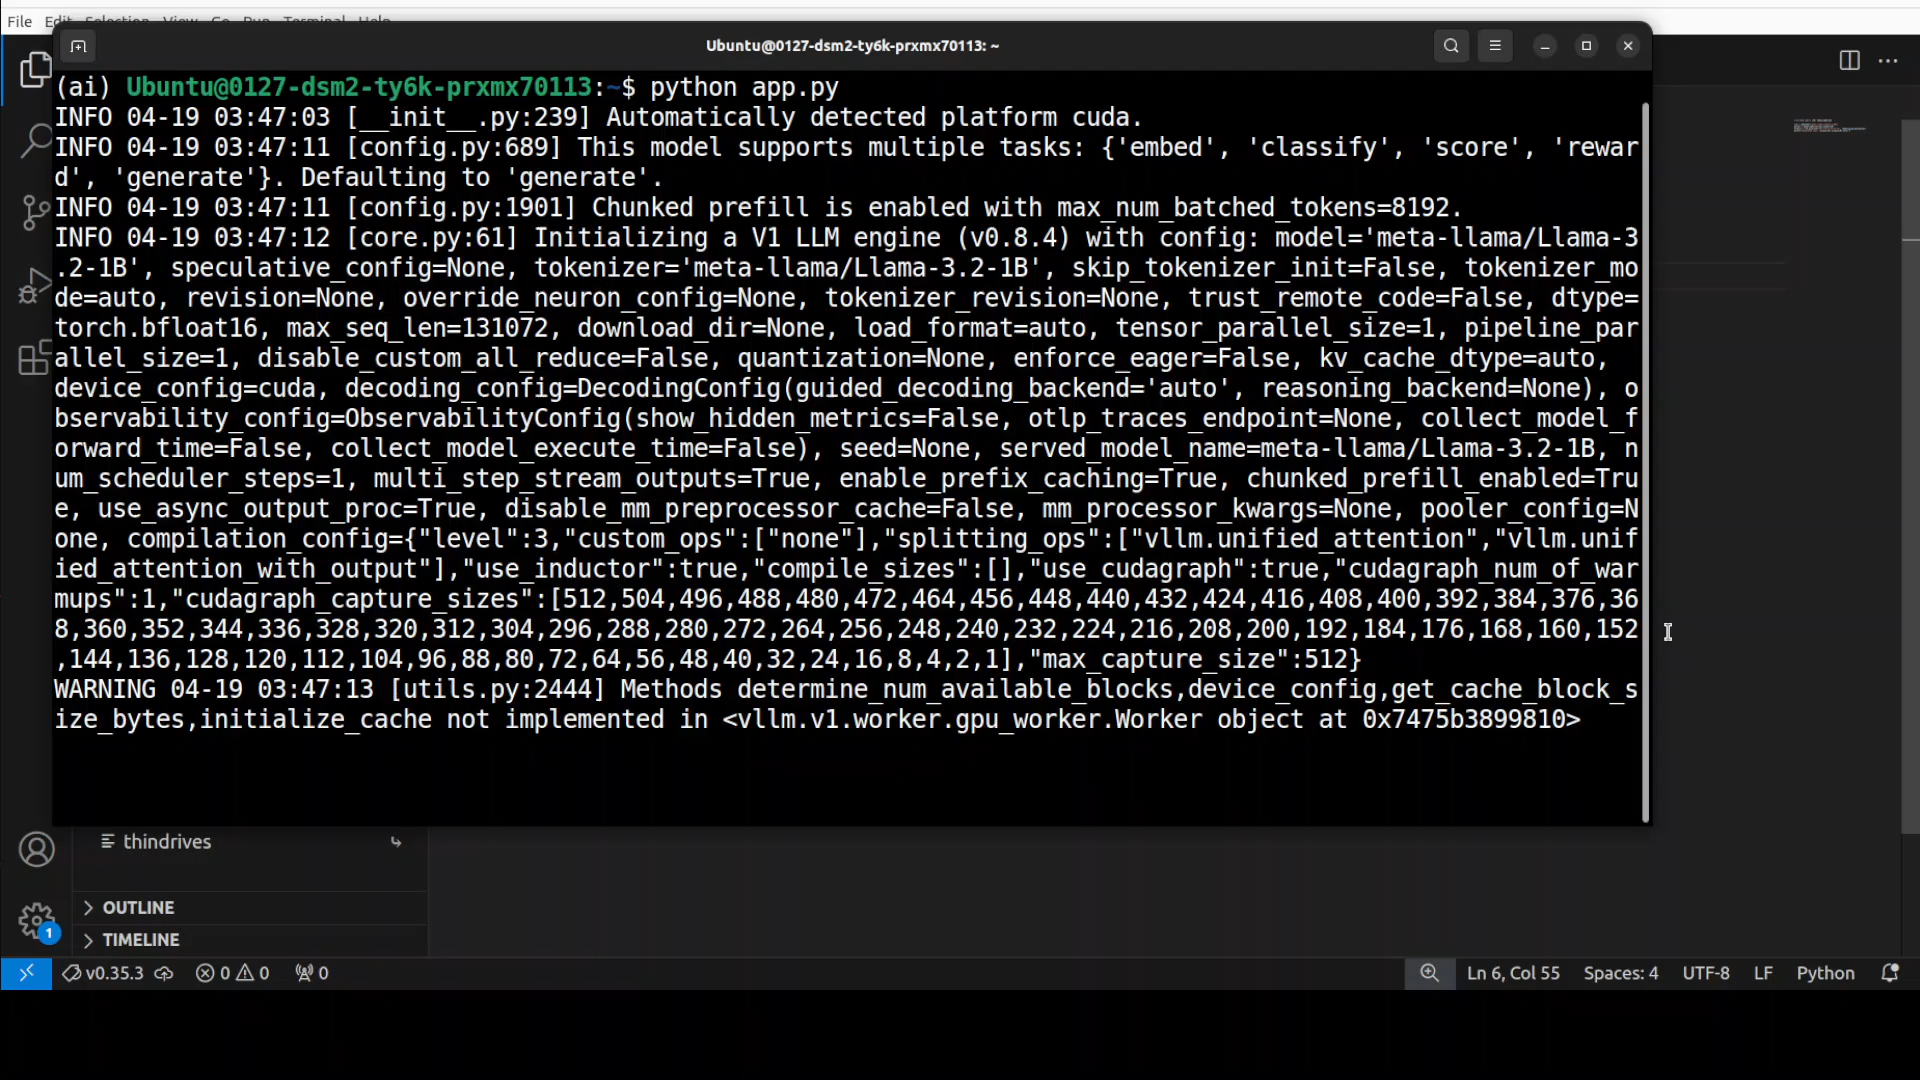 File Edit Selection View Go Run Terminal Help
Ubuntu@0127-dsm2-ty6k-prxmx70113: ~
(ai) Ubuntu@0127-dsm2-ty6k-prxmx70113:~$ python app.py
INFO 04-19 03:47:03 [__init__.py:239] Automatically detected platform cuda.
INFO 04-19 03:47:11 [config.py:689] This model supports multiple tasks: {'embed', 'classify', 'score', 'rewar
d', 'generate'}. Defaulting to 'generate'.
INFO 04-19 03:47:11 [config.py:1901] Chunked prefill is enabled with max_num_batched_tokens=8192.
INFO 04-19 03:47:12 [core.py:61] Initializing a V1 LLM engine (v0.8.4) with config: model='meta-llama/Llama-3
.2-1B', speculative_config=None, tokenizer='meta-llama/Llama-3.2-1B', skip_tokenizer_init=False, tokenizer_mo
de=auto, revision=None, override_neuron_config=None, tokenizer_revision=None, trust_remote_code=False, dtype=
torch.bfloat16, max_seq_len=131072, download_dir=None, load_format=auto, tensor_parallel_size=1, pipeline_par
allel_size=1, disable_custom_all_reduce=False, quantization=None, enforce_eager=False, kv_cache_dtype=auto,
device_config=cuda, decoding_config=DecodingConfig(guided_decoding_backend='auto', reasoning_backend=None), o
bservability_config=ObservabilityConfig(show_hidden_metrics=False, otlp_traces_endpoint=None, collect_model_f
orward_time=False, collect_model_execute_time=False), seed=None, served_model_name=meta-llama/Llama-3.2-1B, n
um_scheduler_steps=1, multi_step_stream_outputs=True, enable_prefix_caching=True, chunked_prefill_enabled=Tru
e, use_async_output_proc=True, disable_mm_preprocessor_cache=False, mm_processor_kwargs=None, pooler_config=N
one, compilation_config={"level":3,"custom_ops":["none"],"splitting_ops":["vllm.unified_attention","vllm.unif
ied_attention_with_output"],"use_inductor":true,"compile_sizes":[],"use_cudagraph":true,"cudagraph_num_of_war
mups":1,"cudagraph_capture_sizes":[512,504,496,488,480,472,464,456,448,440,432,424,416,408,400,392,384,376,36
8,360,352,344,336,328,320,312,304,296,288,280,272,264,256,248,240,232,224,216,208,200,192,184,176,168,160,152
,144,136,128,120,112,104,96,88,80,72,64,56,48,40,32,24,16,8,4,2,1],"max_capture_size":512}
WARNING 04-19 03:47:13 [utils.py:2444] Methods determine_num_available_blocks,device_config,get_cache_block_s
ize_bytes,initialize_cache not implemented in <vllm.v1.worker.gpu_worker.Worker object at 0x7475b3899810>
thindrives
OUTLINE
1
TIMELINE
v0.35.3 0 0 0 Ln 6, Col 55 Spaces: 4 UTF-8 LF Python